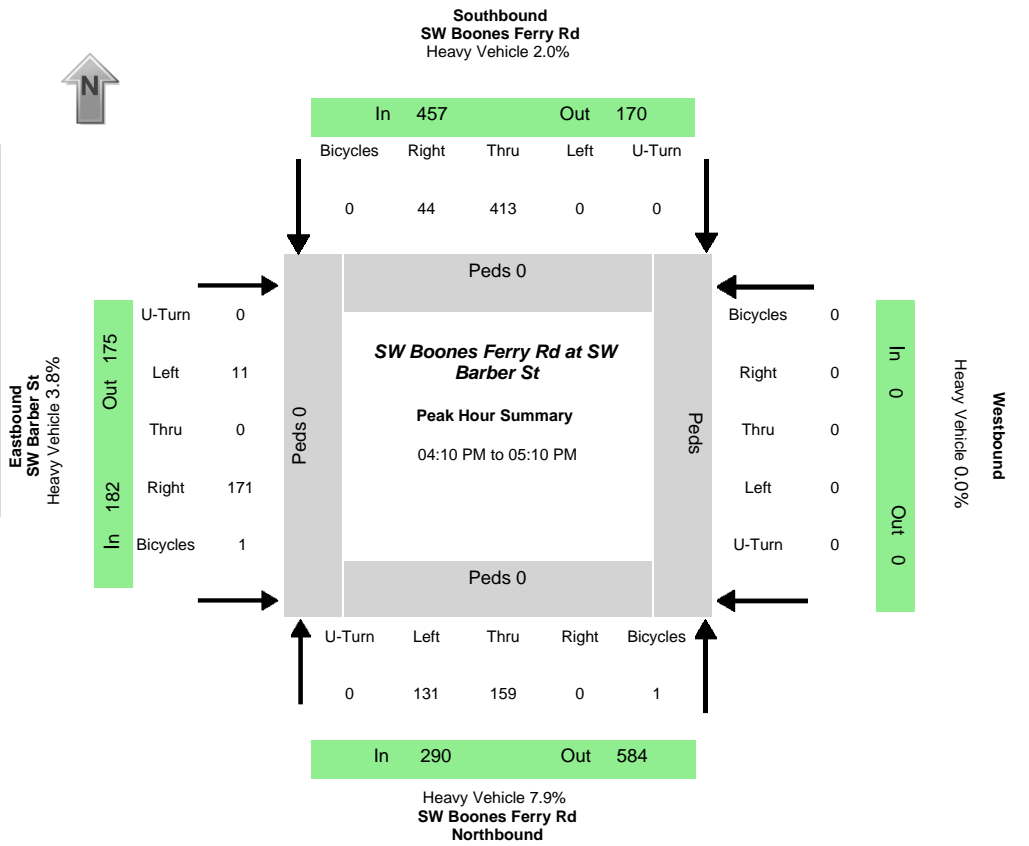 Southbound
SW Boones Ferry Rd
Heavy Vehicle 2.0%
N
In 457 Out 170
Bicycles Right Thru Left U-Turn
0 44 413 0 0
Peds 0
Eastbound
SW Barber St
Heavy Vehicle 3.8%
Out 175
In 182
U-Turn 0
Left 11
Thru 0
Right 171
Bicycles 1
Peds 0
SW Boones Ferry Rd at SW
Barber St
Peak Hour Summary
04:10 PM to 05:10 PM
Peds
Bicycles 0
Right 0
Thru 0
Left 0
U-Turn 0
In 0
Out 0
Heavy Vehicle 0.0%
Westbound
Peds 0
U-Turn Left Thru Right Bicycles
0 131 159 0 1
In 290 Out 584
Heavy Vehicle 7.9%
SW Boones Ferry Rd
Northbound